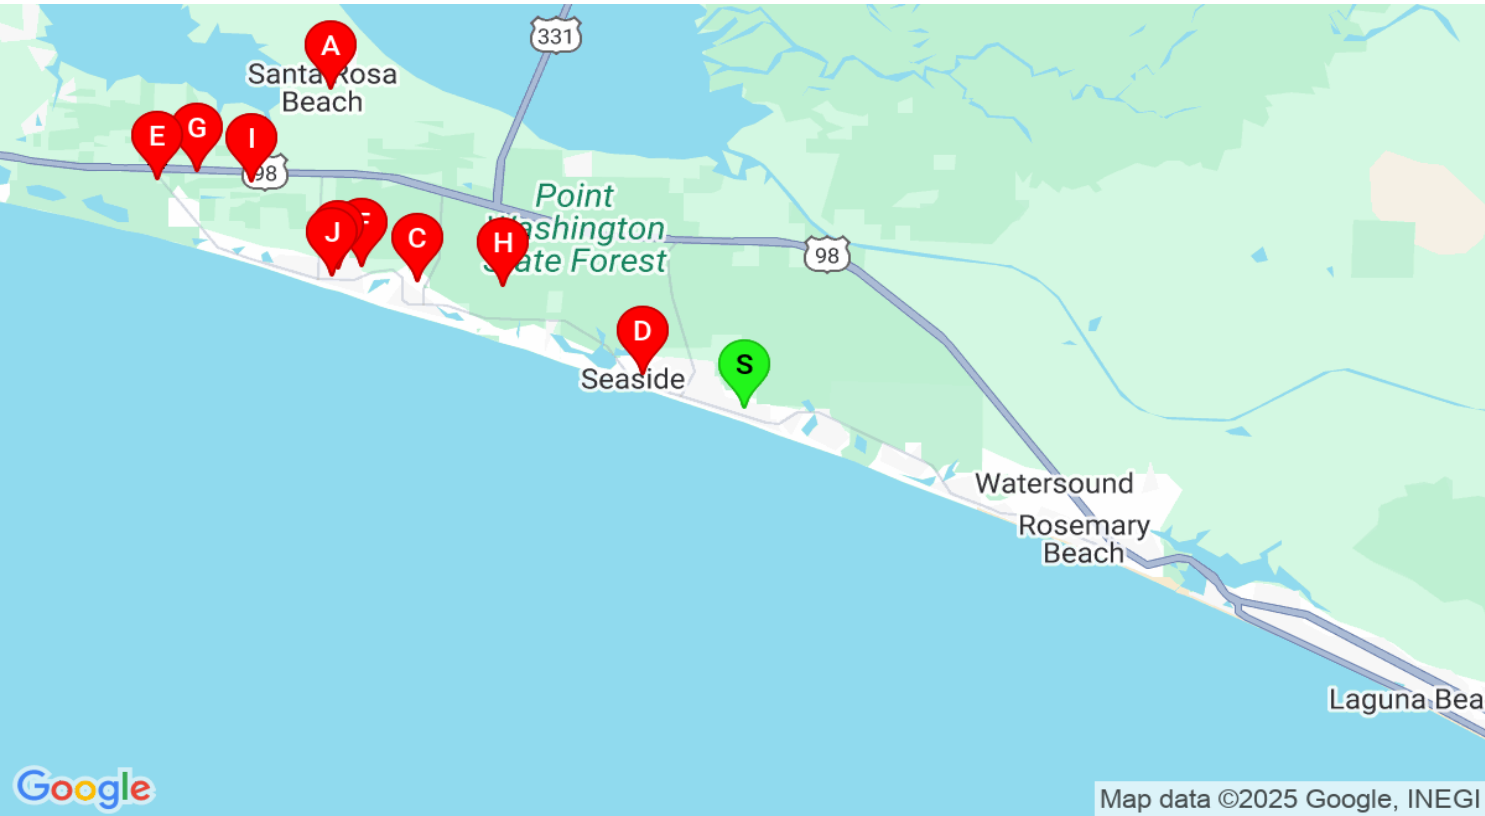 331
A
Santa Rosa
Beach
E
G
I
98
Point
Washington
State Forest
F
J
C
H
98
D
S
Seaside
Watersound
Rosemary
Beach
Laguna Bea
Google
Map data ©2025 Google, INEGI